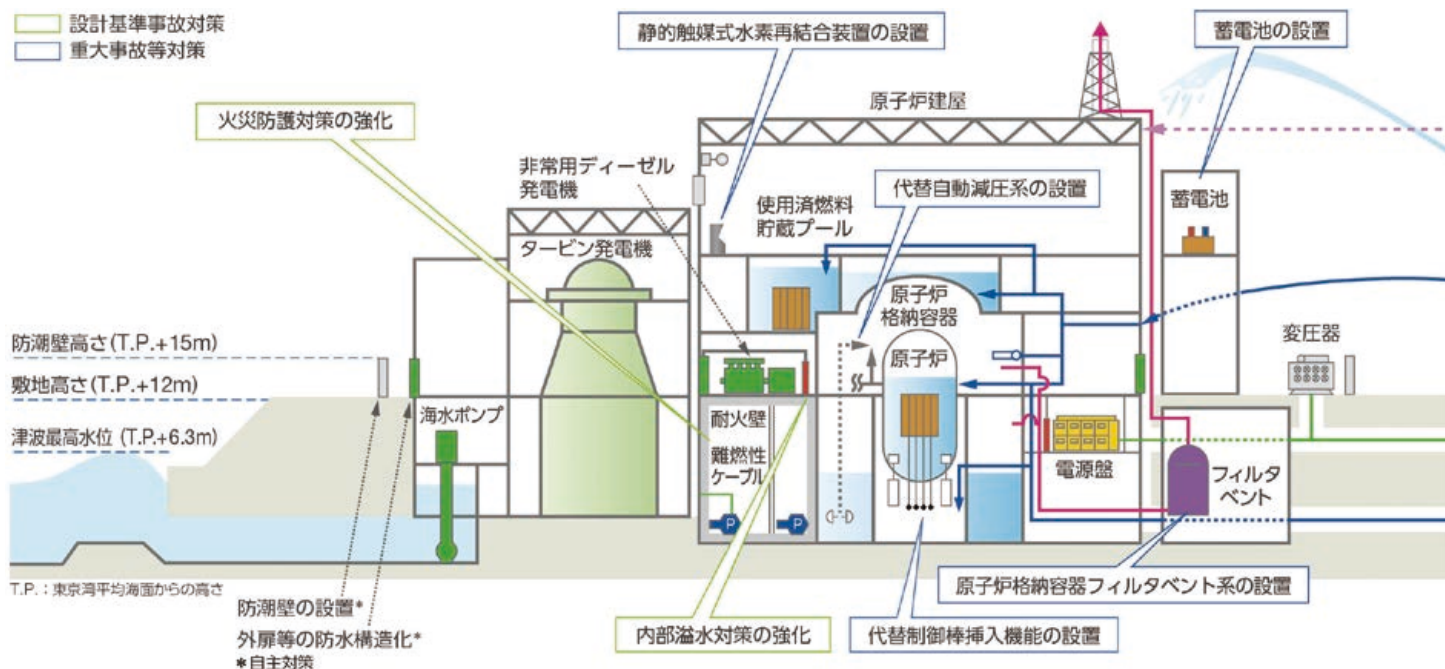 設計基準事故対策
重大事故等対策
静的触媒式水素再結合装置の設置
蓄電池の設置
原子炉建屋
火災防護対策の強化
非常用ディーゼル
発電機
代替自動減圧系の設置
使用済燃料
貯蔵プール
蓄電池
タービン発電機
原子炉
格納容器
原子炉
変圧器
防潮壁高さ(T.P.+15m)
敷地高さ(T.P.+12m)
津波最高水位 (T.P.+6.3m)
海水ポンプ
耐火壁
難燃性
ケーブル
P
P
電源盤
フィルタ
ベント
T.P.:東京湾平均海面からの高さ
防潮壁の設置*
外扉等の防水構造化*
*自主対策
内部溢水対策の強化
代替制御棒挿入機能の設置
原子炉格納容器フィルタベント系の設置